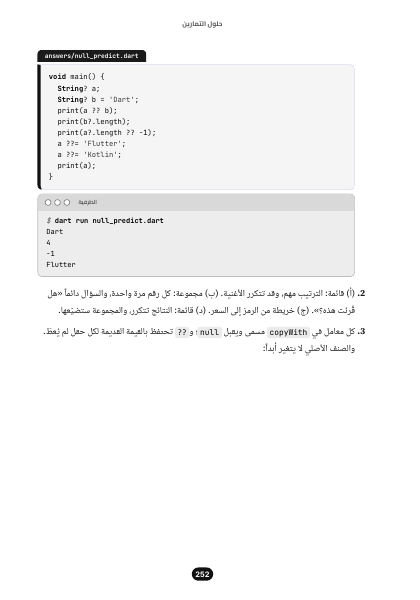 حلول التمارين
answers/null_predict.dart
void main() {
String? a;
String? b = 'Dart';
print(a ?? b);
print(b?.length);
print(a?.length ?? -1);
a ??= 'Flutter';
a ??= 'Kotlin';
print(a);
}
الطرفية
$ dart run null_predict.dart
Dart
4
-1
Flutter
2. (أ) قائمة: الترتيب مهم، وقد تتكرر الأغنية. (ب) مجموعة: كل رقم مرة واحدة، والسؤال دائماً «هل
قُرئت هذه؟». (ج) خريطة من الرمز إلى السعر. (د) قائمة: النتائج تتكرر، والمجموعة ستضيّعها.
3. كل معامل في copyWith مسمى ويقبل null؛ و ?? تحتفظ بالقيمة القديمة لكل حقل لم يُعطَ.
والصنف الأصلي لا يتغير أبداً:
252